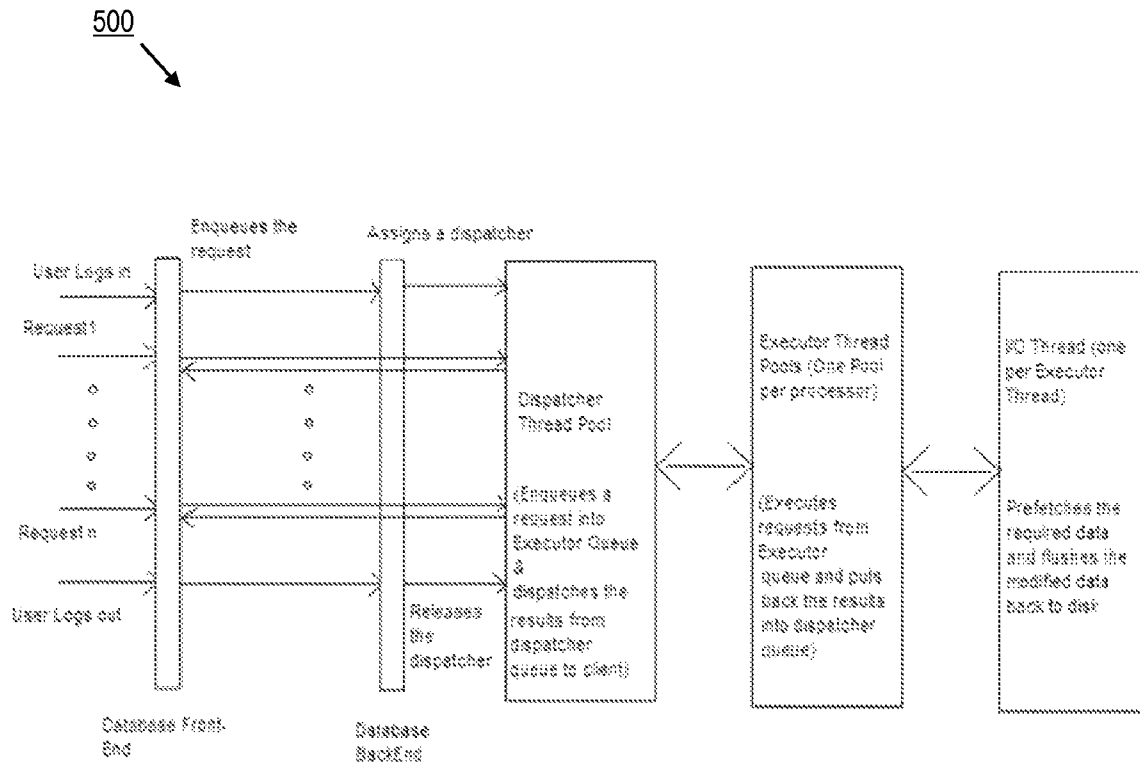 500
Enqueues the
request
Assigns a dispatcher
User Logs in
Request 1
Request n
User Logs out
Database Front-
End
Database
BackEnd
Releases
the
dispatcher
Dispatcher
Thread Pool
(Enqueues a
request into
Executor Queue
&
dispatches the
results from
dispatcher
queue to client)
Executor Thread
Pools (One Pool
per processor)
(Executes
requests from
Executor
queue and puts
back the results
into dispatcher
queue)
I/O Thread (one
per Executor
Thread)
Prefetches the
required data
and flushes the
modified data
back to disk